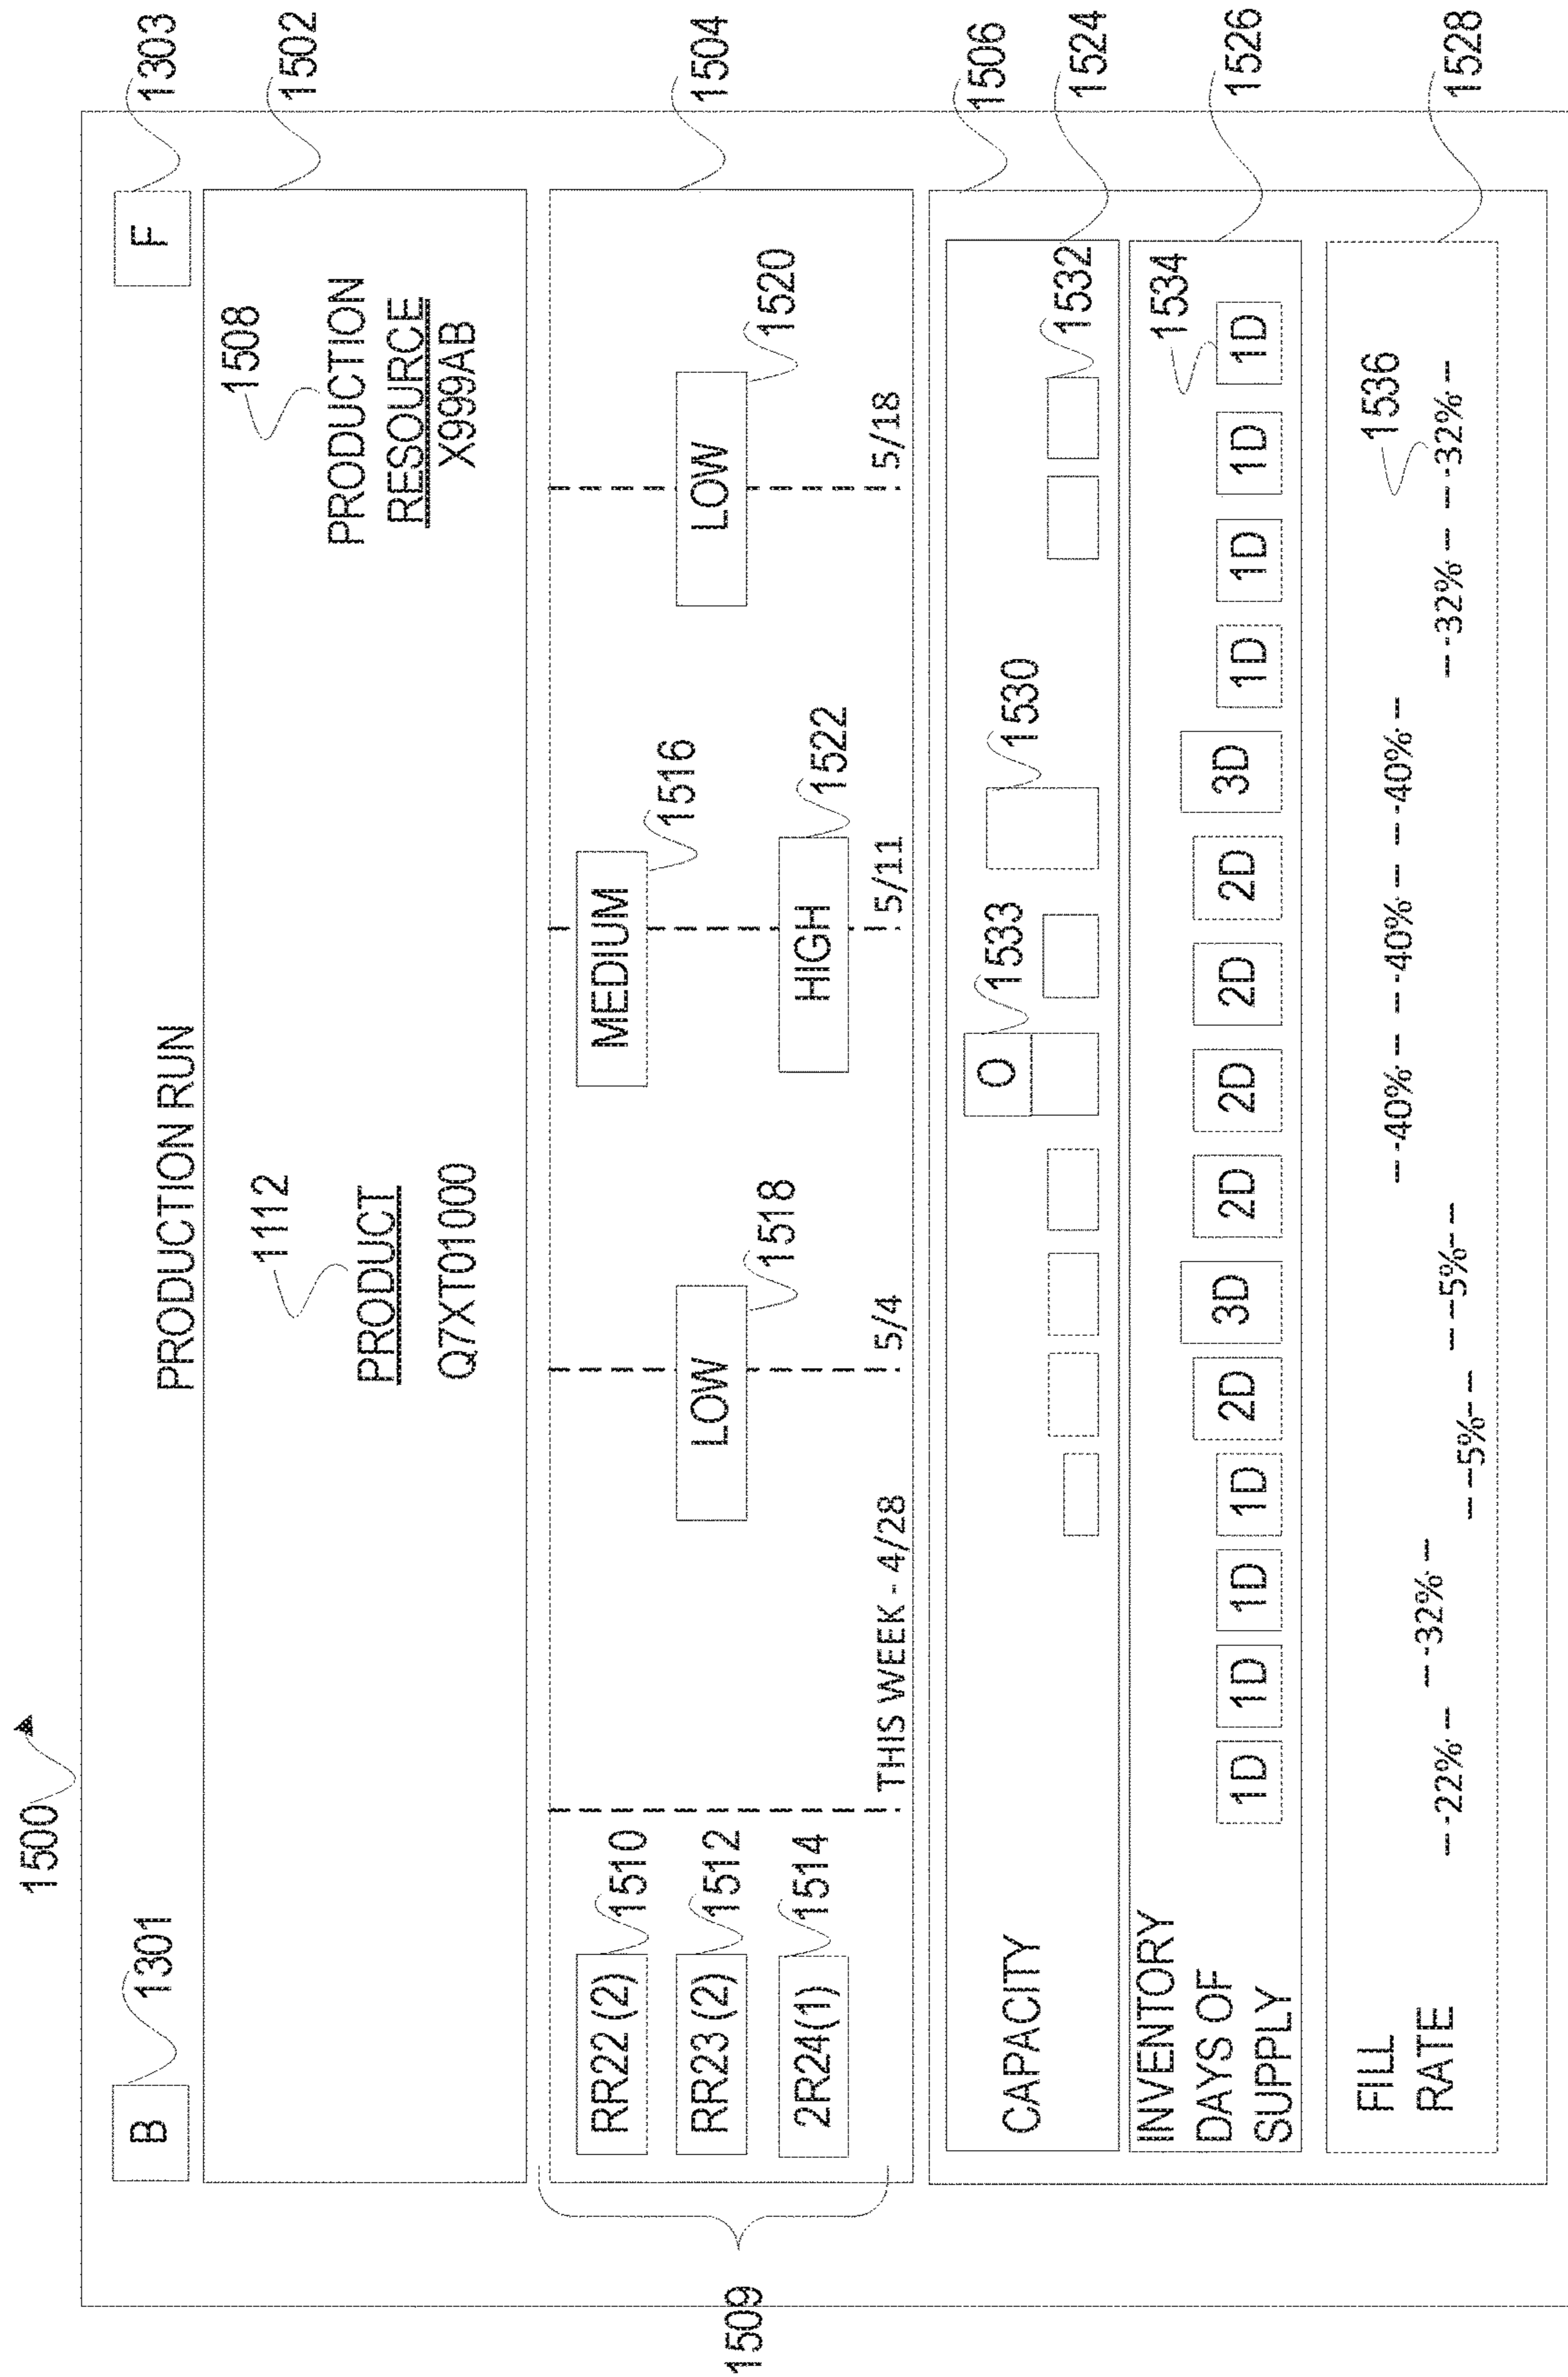 1500
B
1301
PRODUCTION RUN
F
1303
1502
1112
PRODUCT
Q7XT01000
1508
PRODUCTION
RESOURCE
X999AB
1504
1509
RR22 (2)
1510
RR23 (2)
1512
2R24(1)
1514
MEDIUM
1516
LOW
1518
LOW
1520
HIGH
1522
THIS WEEK - 4/28
5/4
5/11
5/18
1506
CAPACITY
O
1533
1530
1532
1524
INVENTORY
DAYS OF
SUPPLY
1D 1D 1D 1D 2D 3D 2D 2D 2D 2D 3D 1D 1D 1D 1D
1534
1526
FILL
RATE
22% 32% 5% 5% 40% 40% 40% 32% 32%
1536
1528